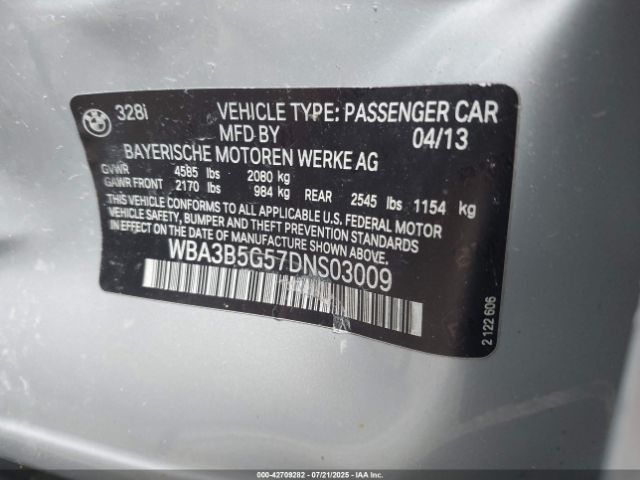 328i VEHICLE TYPE: PASSENGER CAR
MFD BY 04/13
BAYERISCHE MOTOREN WERKE AG
GVWR 4585 lbs 2080 kg
GAWR FRONT 2170 lbs 984 kg REAR 2545 lbs 1154 kg
THIS VEHICLE CONFORMS TO ALL APPLICABLE U.S. FEDERAL MOTOR
VEHICLE SAFETY, BUMPER AND THEFT PREVENTION STANDARDS
IN EFFECT ON THE DATE OF MANUFACTURE SHOWN ABOVE.
WBA3B5G57DNS03009
2 122 606
000-42709282 - 07/21/2025 - IAAI.COM